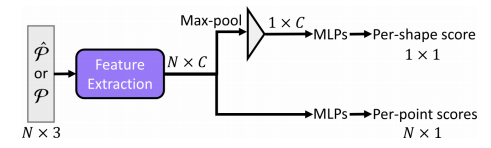 Max-pool
1 × C
MLPs
Per-shape score
1 × 1
𝒫̂
or
𝒫
N × 3
Feature
Extraction
N × C
MLPs
Per-point scores
N × 1